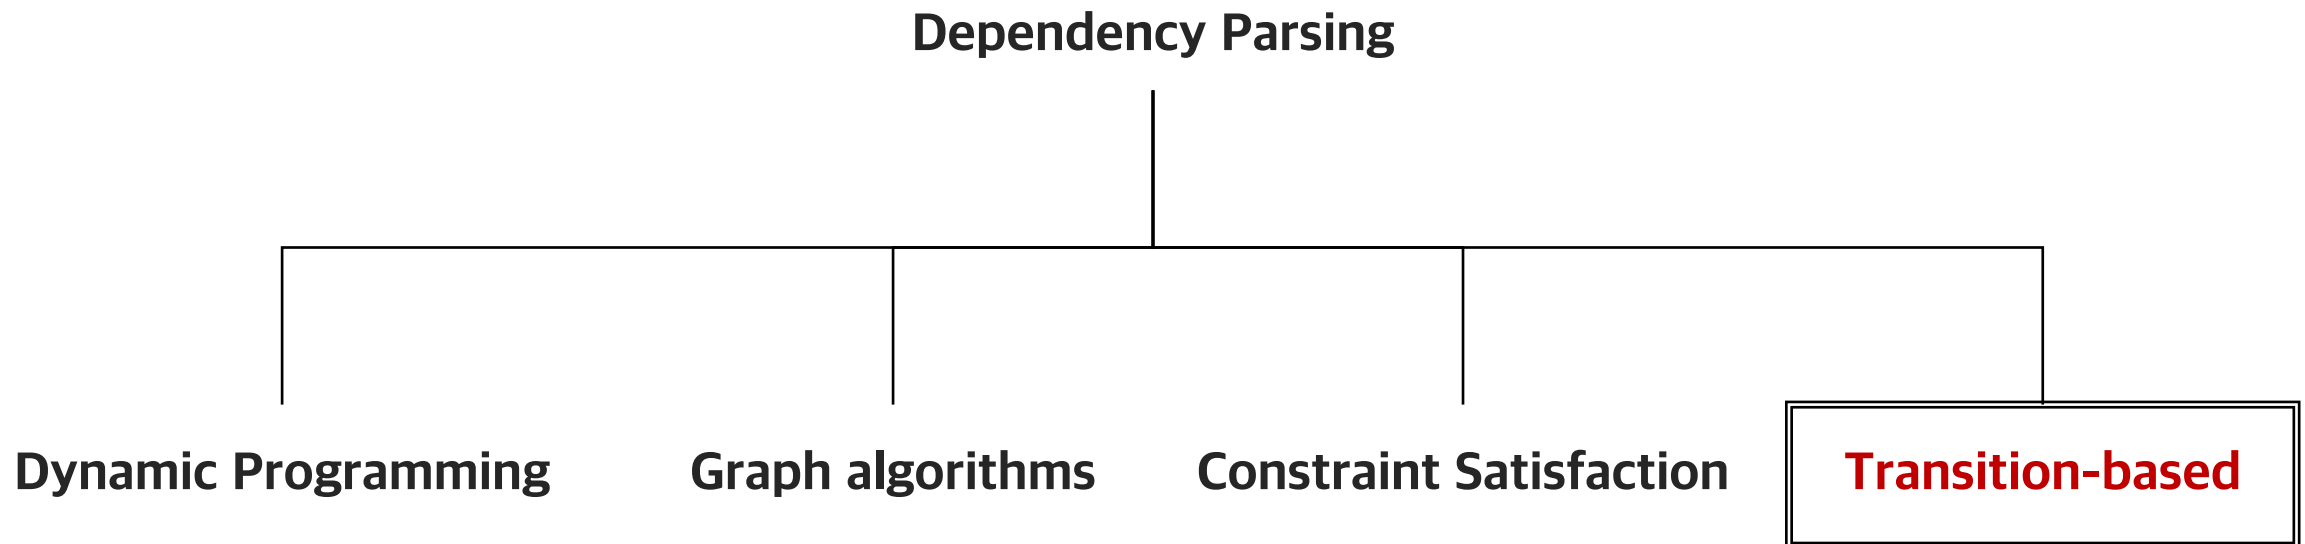 Dependency Parsing
Dynamic Programming
Graph algorithms
Constraint Satisfaction
Transition-based